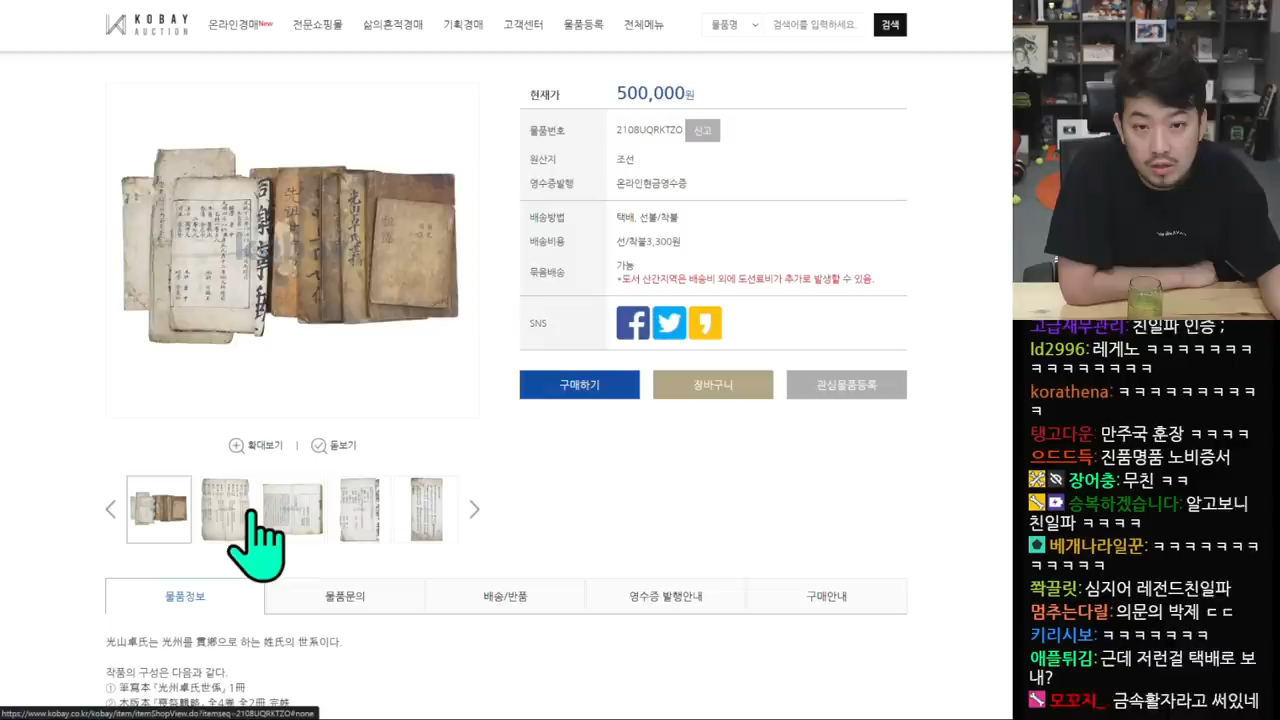 KOBAY
AUCTION
온라인경매New 전문쇼핑몰 삶의흔적경매 기획경매 고객센터 물품등록 전체메뉴
물품명 검색어를 입력하세요. 검색
현재가 500,000원
물품번호 2108UQRKTZO 신고
원산지 조선
영수증발행 온라인현금영수증
배송방법 택배, 선불/착불
배송비용 선/착불3,300원
묶음배송 가능
*도서 산간지역은 배송비 외에 도선료비가 추가로 발생할 수 있음.
SNS
구매하기 장바구니 관심물품등록
확대보기 | 돋보기
물품정보 물품문의 배송/반품 영수증 발행안내 구매안내
光山卓氏는 光州를 貫鄕으로 하는 姓氏의 世系이다.
작품의 구성은 다음과 같다.
① 筆寫本「光州卓氏世係」1冊
https://www.kobay.co.kr/kobay/item/itemShopView.do?itemseq=2108UQRKTZO#none
고급재무관리: 친일파 인증 ;
ld2996: 레게노 ㅋㅋㅋㅋㅋㅋㅋ
ㅋㅋㅋㅋㅋㅋㅋㅋ
korathena: ㅋㅋㅋㅋㅋㅋㅋㅋㅋ
ㅋ
탱고다운: 만주국 훈장 ㅋㅋㅋㅋ
으드드득: 진품명품 노비증서
장어충: 무친 ㅋㅋ
승복하겠습니다: 알고보니
친일파 ㅋㅋㅋㅋ
베개나라일꾼: ㅋㅋㅋㅋㅋㅋㅋ
ㅋㅋㅋㅋㅋ
쫙끌릿: 심지어 레전드친일파
멈추는다릴: 의문의 박제 ㄷㄷ
키리시보: ㅋㅋㅋㅋㅋㅋㅋ
애플튀김: 근데 저런걸 택배로 보
내?
모꼬지_: 금속활자라고 써있네